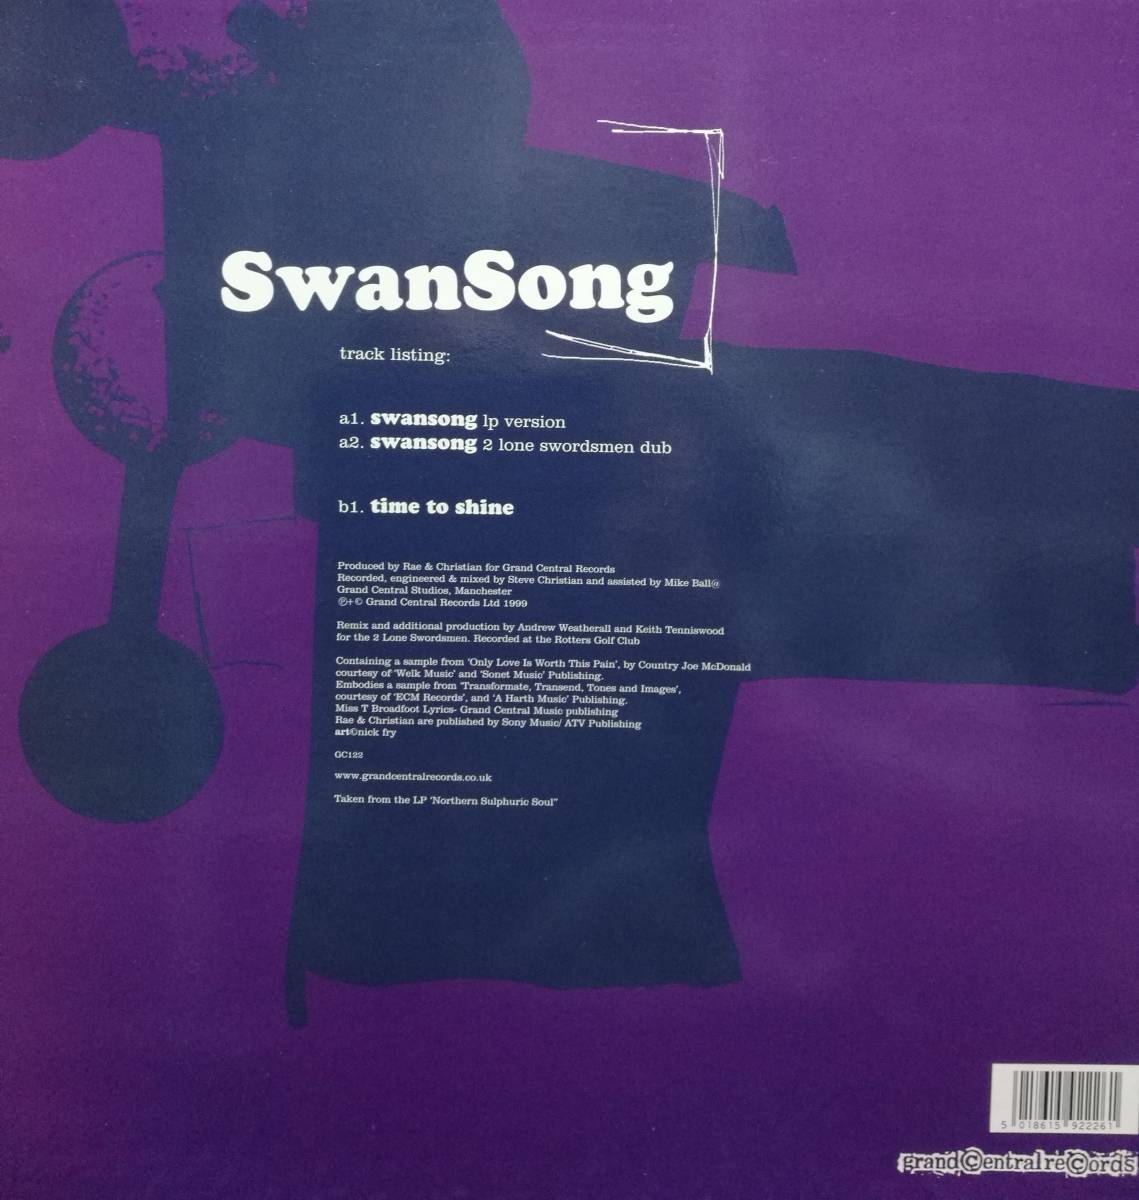 SwanSong
track listing:
a1. swansong lp version
a2. swansong 2 lone swordsmen dub
b1. time to shine
Produced by Rae & Christian for Grand Central Records
Recorded, engineered & mixed by Steve Christian and assisted by Mike Ball@
Grand Central Studios, Manchester
℗+© Grand Central Records Ltd 1999
Remix and additional production by Andrew Weatherall and Keith Tenniswood
for the 2 Lone Swordsmen. Recorded at the Rotters Golf Club
Containing a sample from 'Only Love Is Worth This Pain', by Country Joe McDonald
courtesy of 'Welk Music' and 'Sonet Music' Publishing.
Embodies a sample from 'Transformate, Transend, Tones and Images',
courtesy of 'ECM Records', and 'A Harth Music' Publishing.
Miss T Broadfoot Lyrics- Grand Central Music publishing
Rae & Christian are published by Sony Music/ ATV Publishing
art©nick fry
GC122
www.grandcentralrecords.co.uk
Taken from the LP 'Northern Sulphuric Soul"
5 018615 922261
grand©entralre©ords